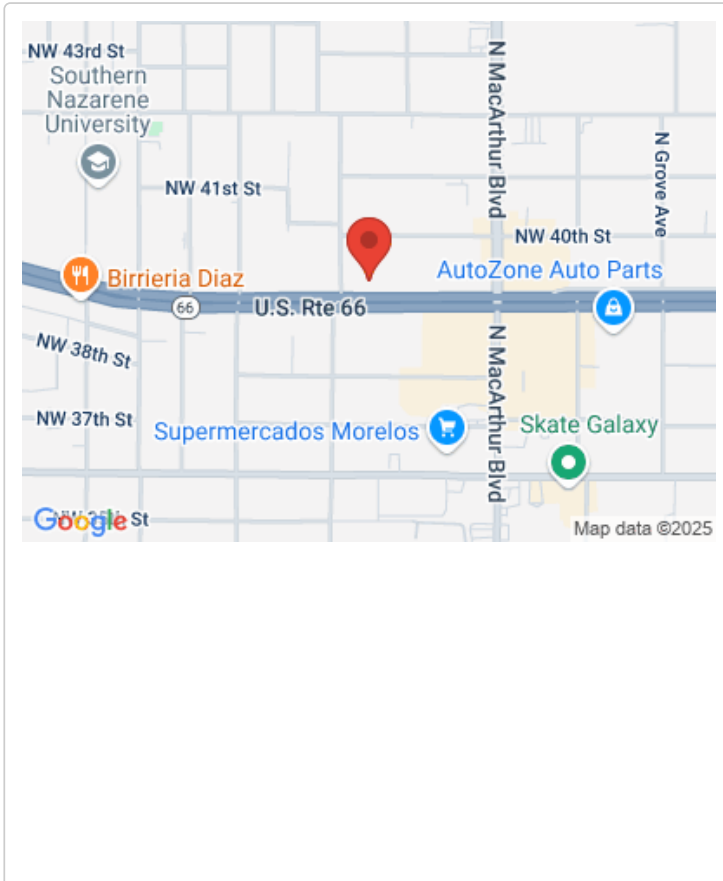 NW 43rd St
Southern
Nazarene
University
NW 41st St
N MacArthur Blvd
N Grove Ave
NW 40th St
AutoZone Auto Parts
Birrieria Diaz
66
U.S. Rte 66
NW 38th St
N MacArthur Blvd
NW 37th St
Supermercados Morelos
Skate Galaxy
Google
St
Map data ©2025